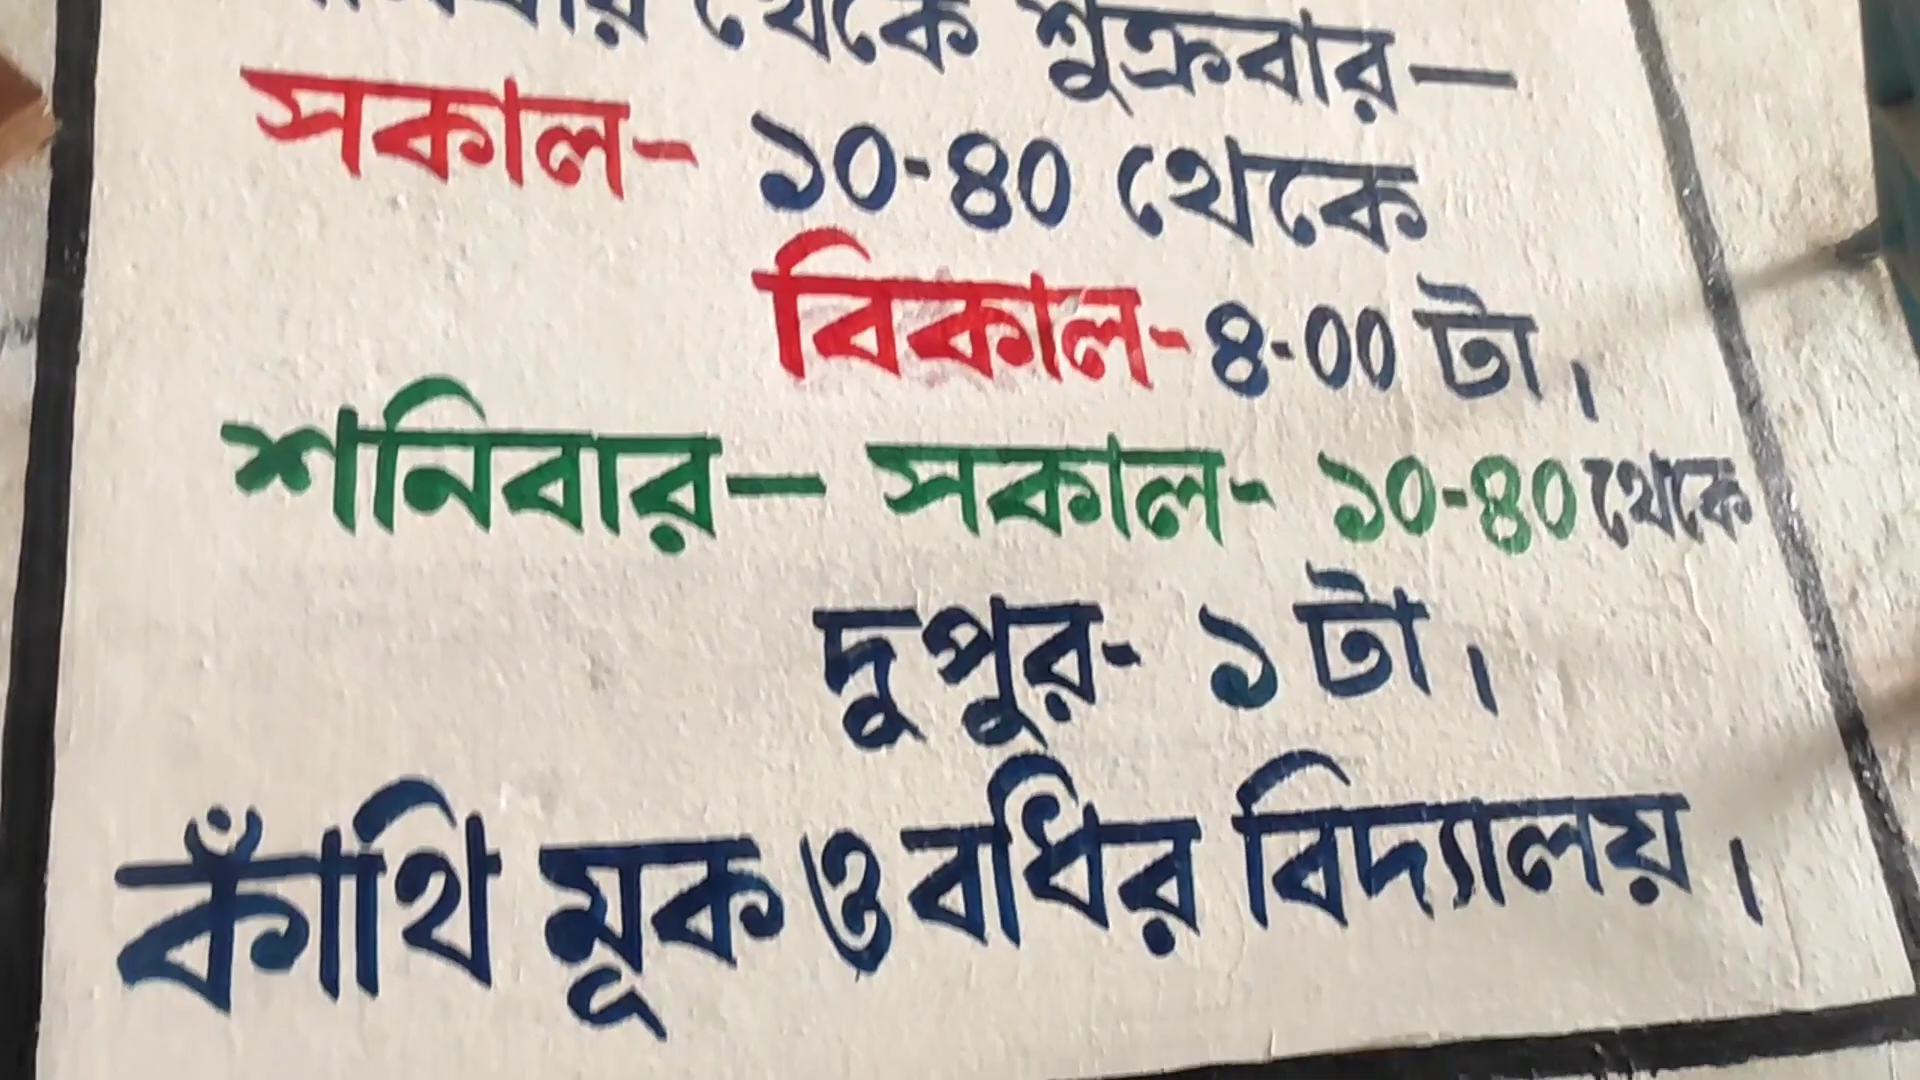 থেকে শুক্রবার—
সকাল- ১০-৪০ থেকে
বিকাল- ৪-০০ টা।
শনিবার— সকাল- ১০-৪০ থেকে
দুপুর- ১ টা।
কাঁথি মূক ও বধির বিদ্যালয়।